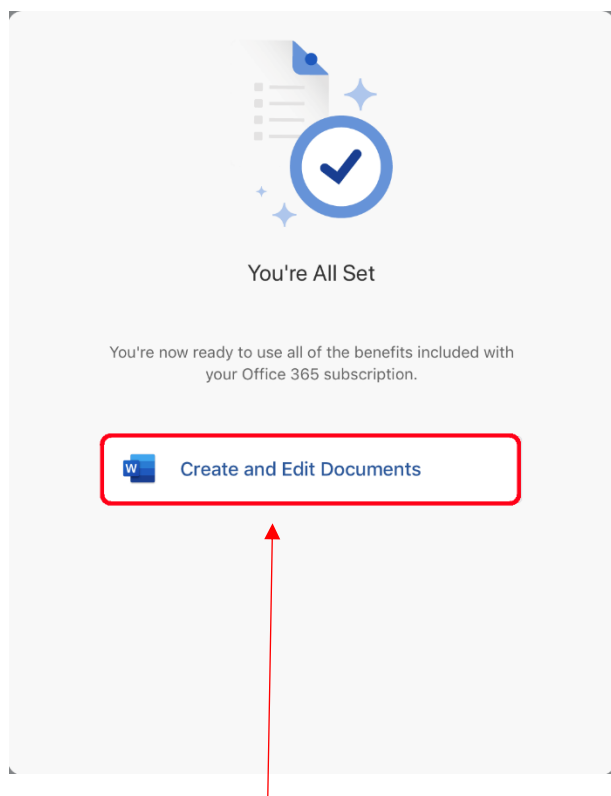 You're All Set
You're now ready to use all of the benefits included with
your Office 365 subscription.
W Create and Edit Documents